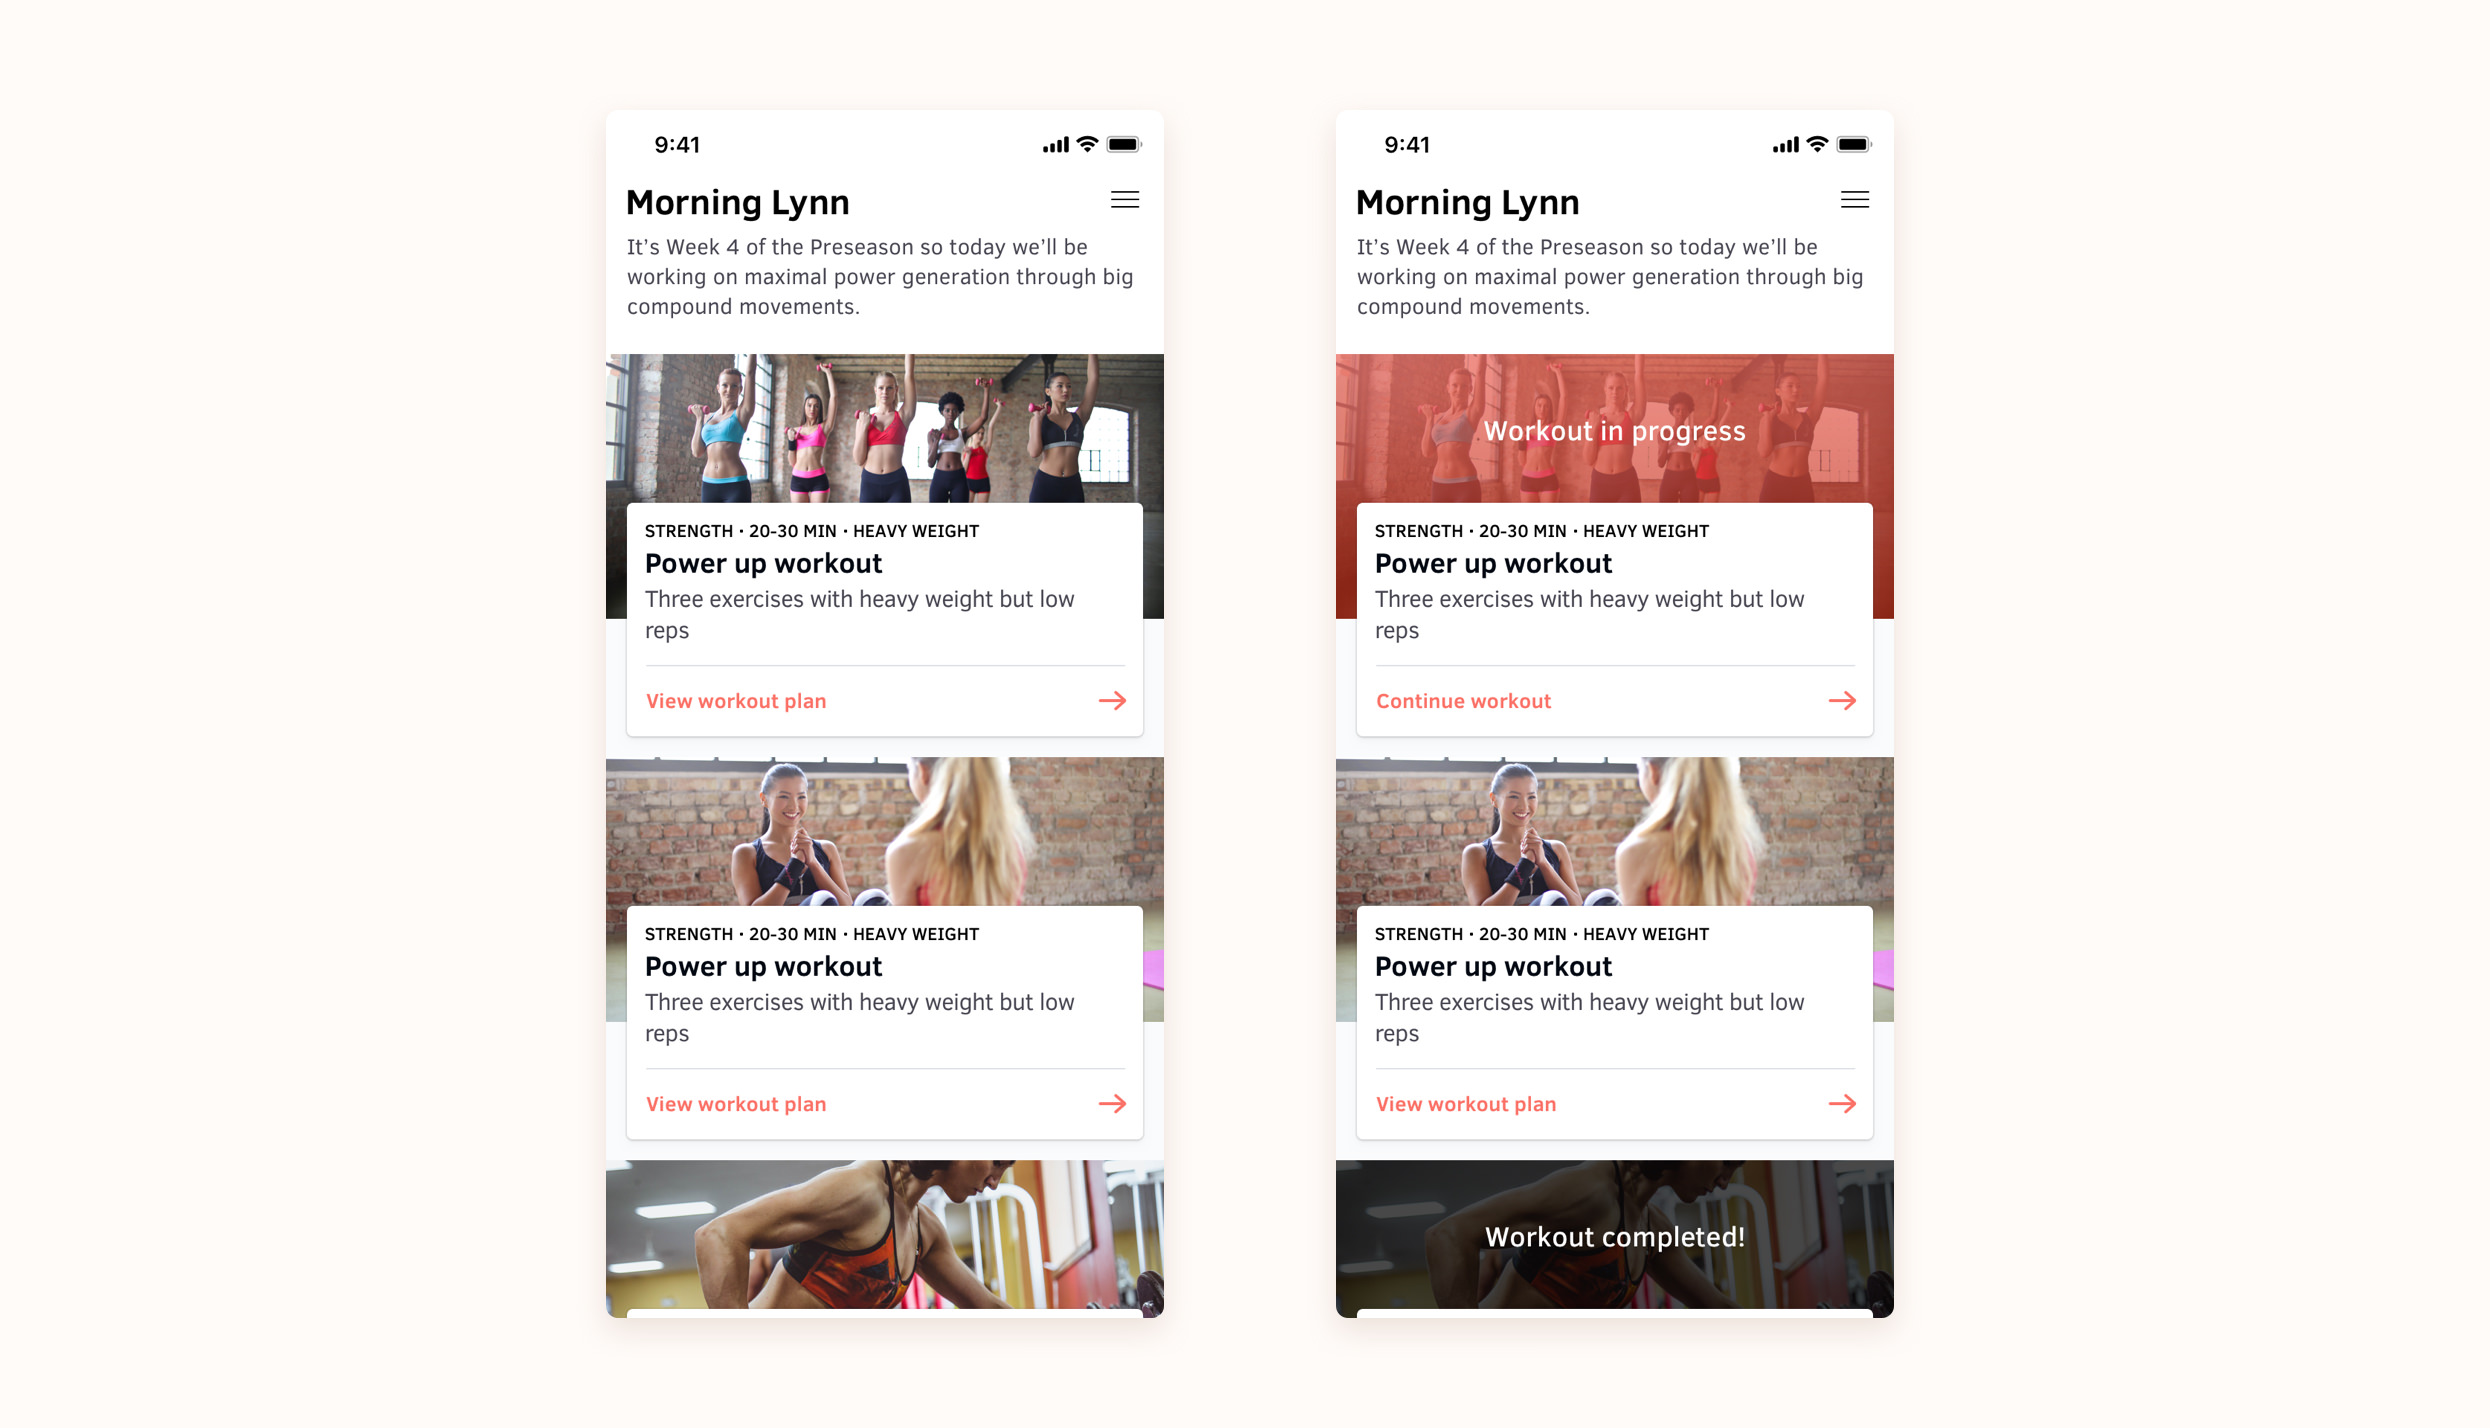 9:41
Morning Lynn
It’s Week 4 of the Preseason so today we’ll be
working on maximal power generation through big
compound movements.
STRENGTH · 20-30 MIN · HEAVY WEIGHT
Power up workout
Three exercises with heavy weight but low
reps
View workout plan
STRENGTH · 20-30 MIN · HEAVY WEIGHT
Power up workout
Three exercises with heavy weight but low
reps
View workout plan
9:41
Morning Lynn
It’s Week 4 of the Preseason so today we’ll be
working on maximal power generation through big
compound movements.
Workout in progress
STRENGTH · 20-30 MIN · HEAVY WEIGHT
Power up workout
Three exercises with heavy weight but low
reps
Continue workout
STRENGTH · 20-30 MIN · HEAVY WEIGHT
Power up workout
Three exercises with heavy weight but low
reps
View workout plan
Workout completed!